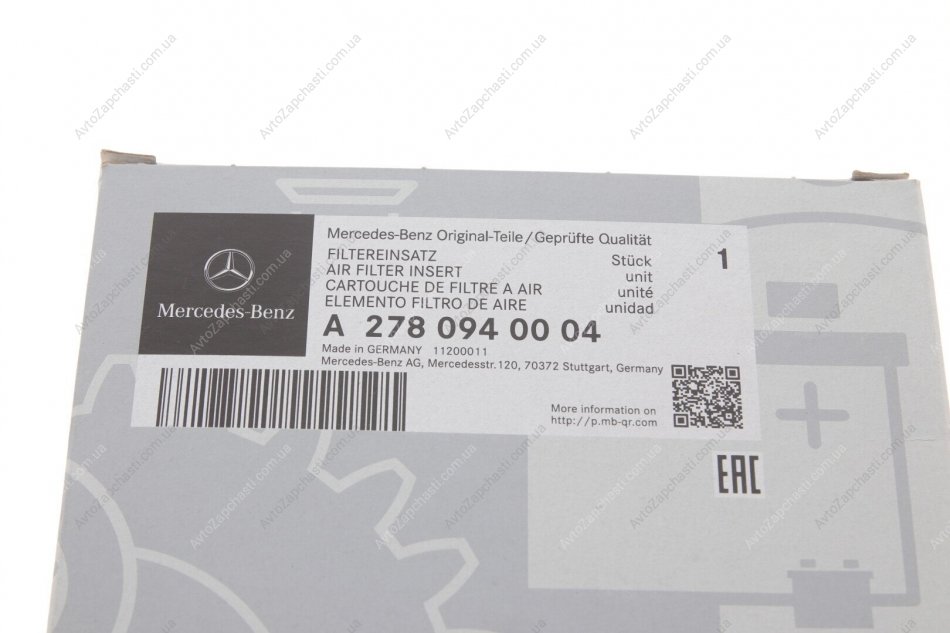 Mercedes-Benz
Mercedes-Benz Original-Teile/Geprüfte Qualität
FILTEREINSATZ
AIR FILTER INSERT
CARTOUCHE DE FILTRE A AIR
ELEMENTO FILTRO DE AIRE
Stück
unit
unité
unidad
1
A 278 094 00 04
Made in GERMANY 11200011
Mercedes-Benz AG, Mercedesstr.120, 70372 Stuttgart, Germany
More information on
http://p.mb-qr.com
EAC
AvtoZapchasti.com.ua